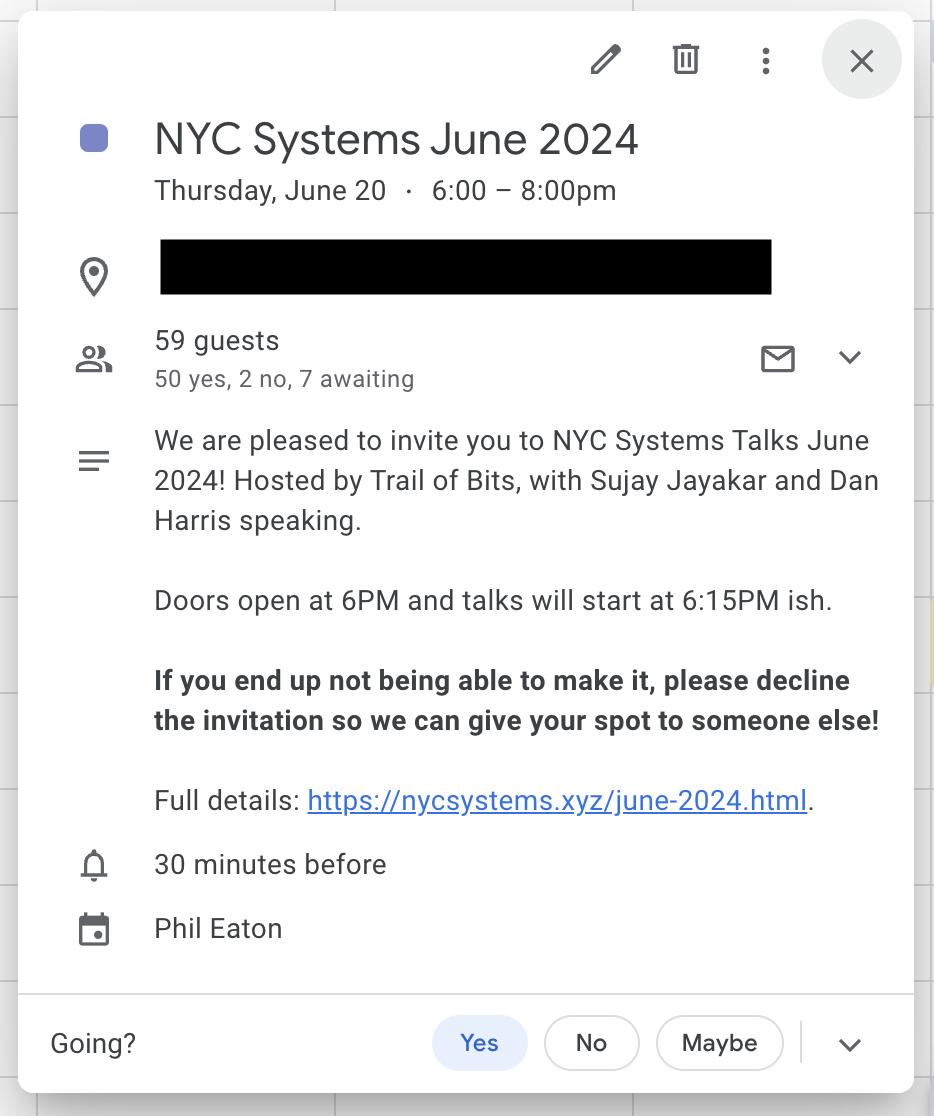 NYC Systems June 2024
Thursday, June 20 · 6:00 – 8:00pm
59 guests
50 yes, 2 no, 7 awaiting
We are pleased to invite you to NYC Systems Talks June
2024! Hosted by Trail of Bits, with Sujay Jayakar and Dan
Harris speaking.
Doors open at 6PM and talks will start at 6:15PM ish.
If you end up not being able to make it, please decline
the invitation so we can give your spot to someone else!
Full details: https://nycsystems.xyz/june-2024.html.
30 minutes before
Phil Eaton
Going? Yes No Maybe